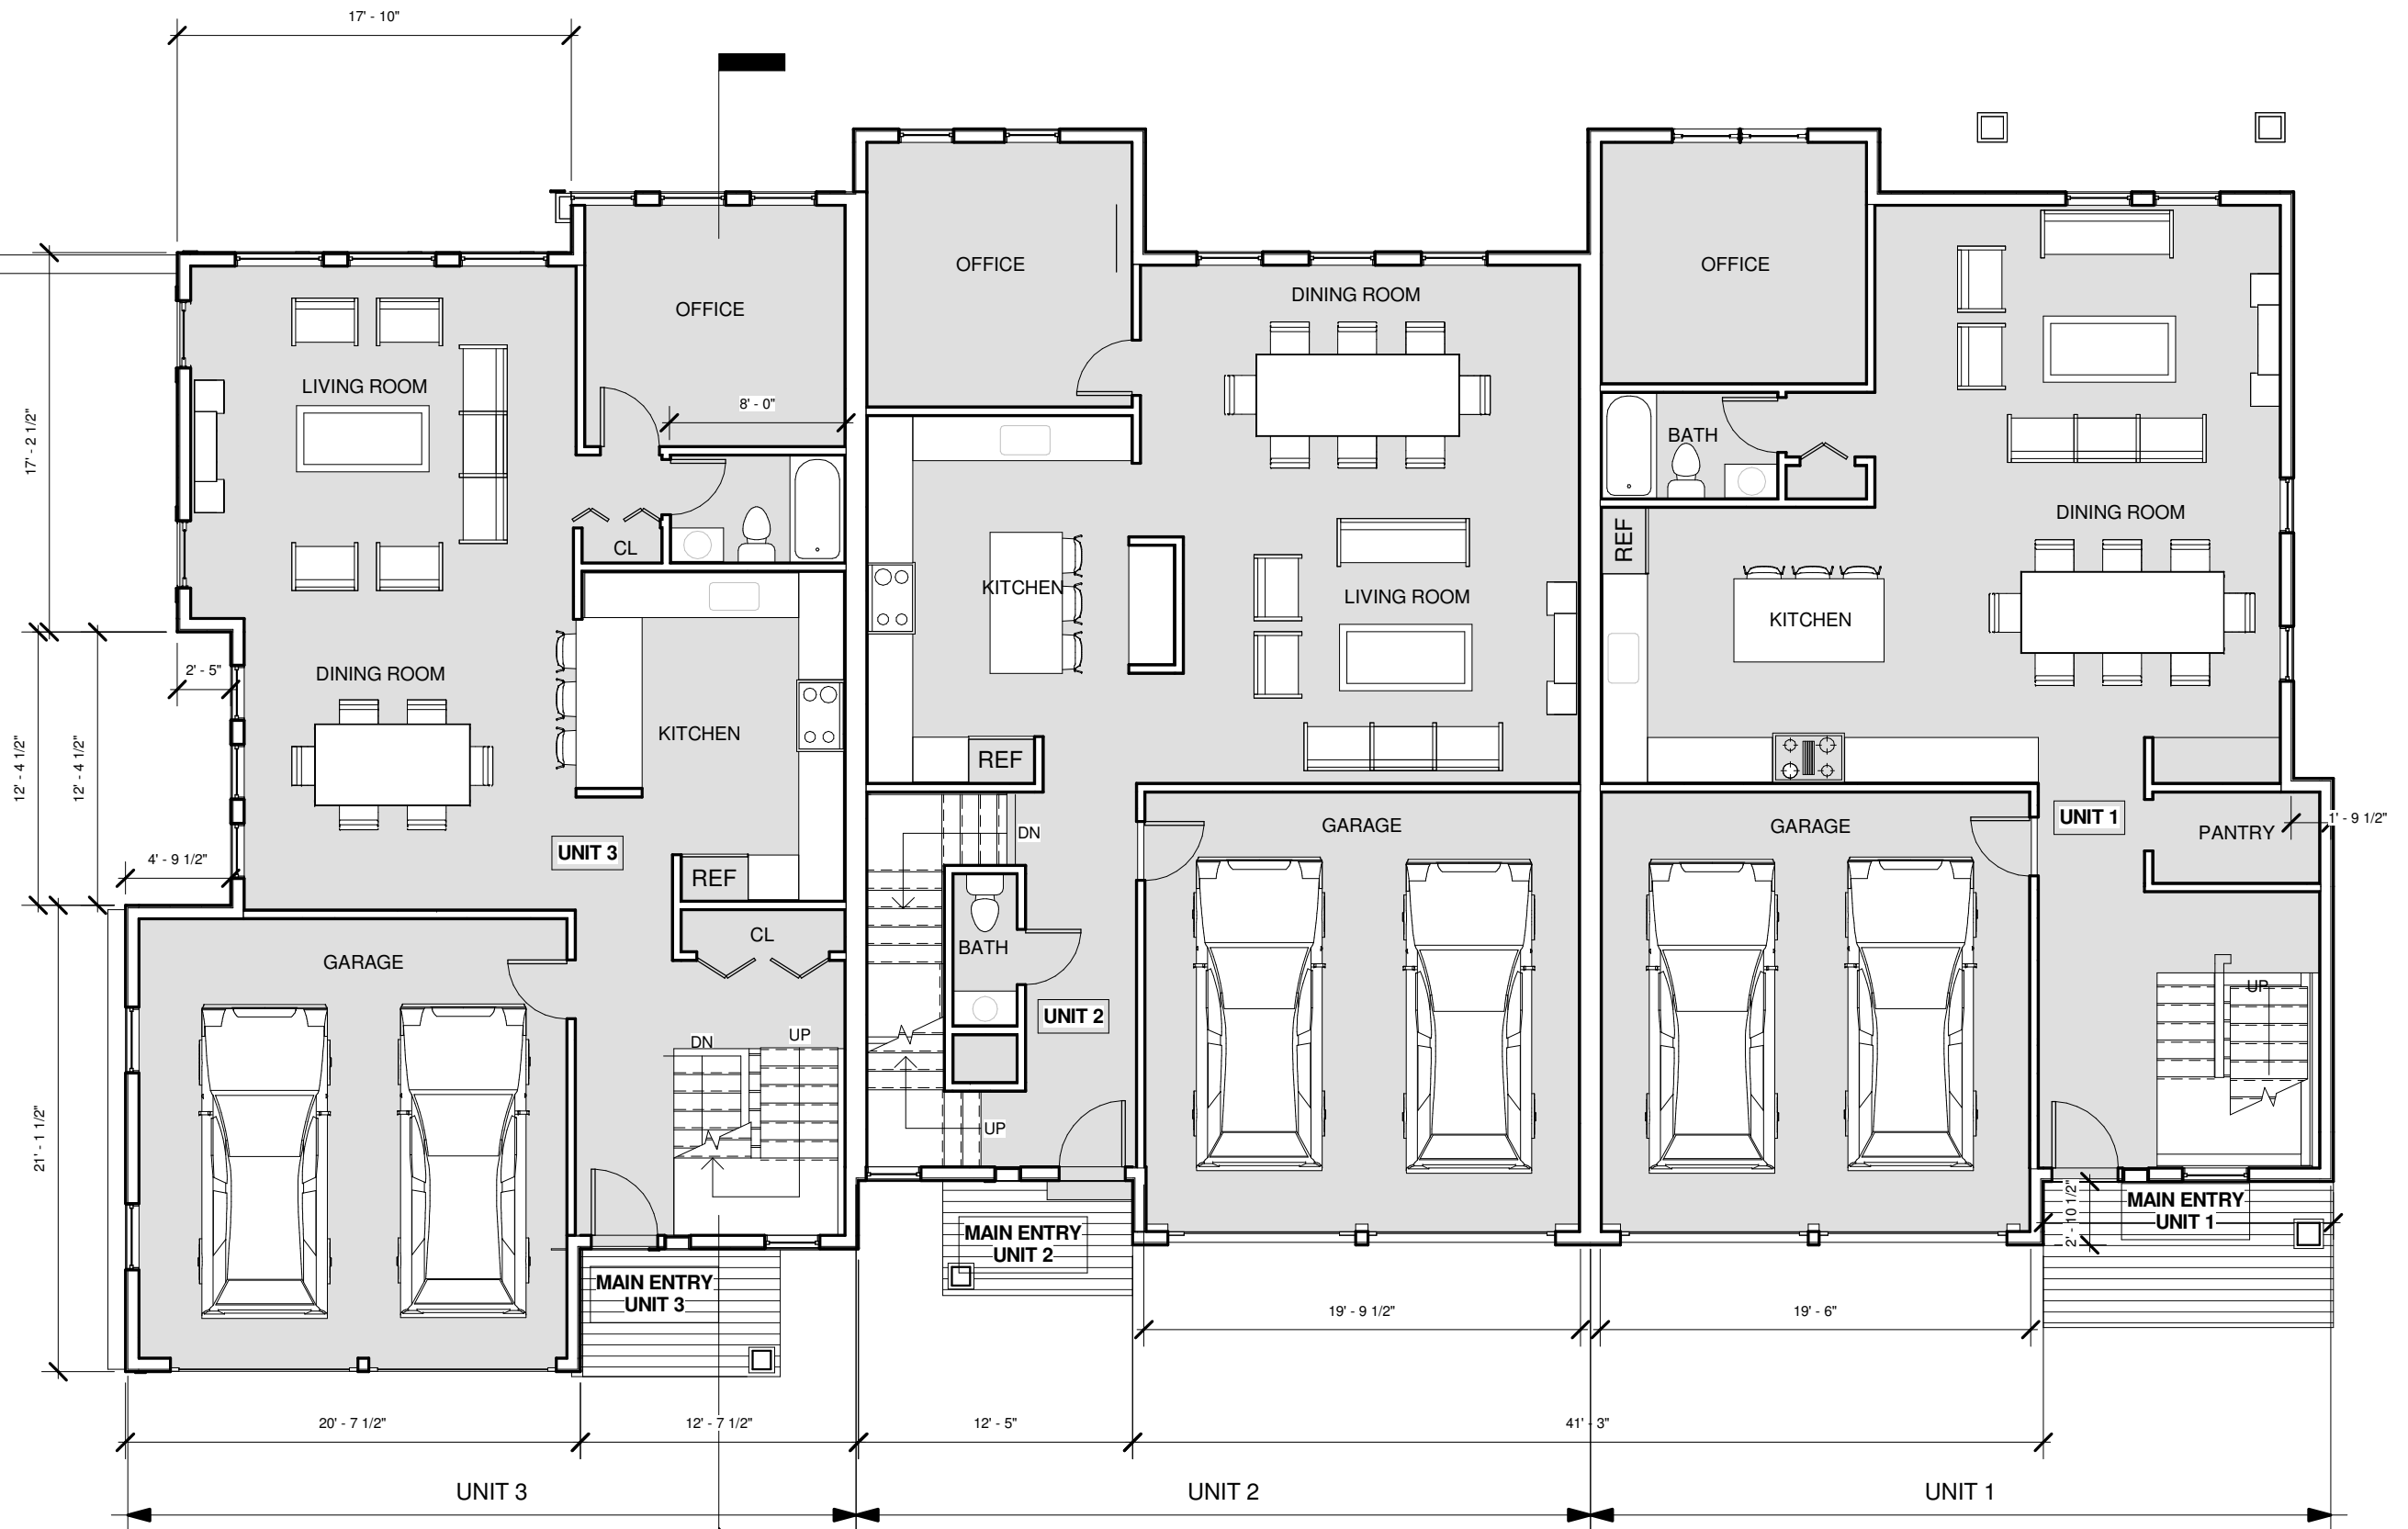 17' - 10"
OFFICE
OFFICE
OFFICE
DINING ROOM
LIVING ROOM
8' - 0"
17' - 2 1/2"
BATH
CL
REF
DINING ROOM
KITCHEN
LIVING ROOM
KITCHEN
2' - 5"
DINING ROOM
KITCHEN
12' - 4 1/2"
12' - 4 1/2"
REF
UNIT 1
1' - 9 1/2"
GARAGE
GARAGE
PANTRY
DN
4' - 9 1/2"
UNIT 3
REF
CL
BATH
GARAGE
UP
UNIT 2
DN
UP
21' - 1 1/2"
UP
2' - 10 1/2"
MAIN ENTRY
UNIT 1
MAIN ENTRY
UNIT 2
MAIN ENTRY
UNIT 3
19' - 9 1/2"
19' - 6"
20' - 7 1/2"
12' - 7 1/2"
12' - 5"
41' - 3"
UNIT 3
UNIT 2
UNIT 1